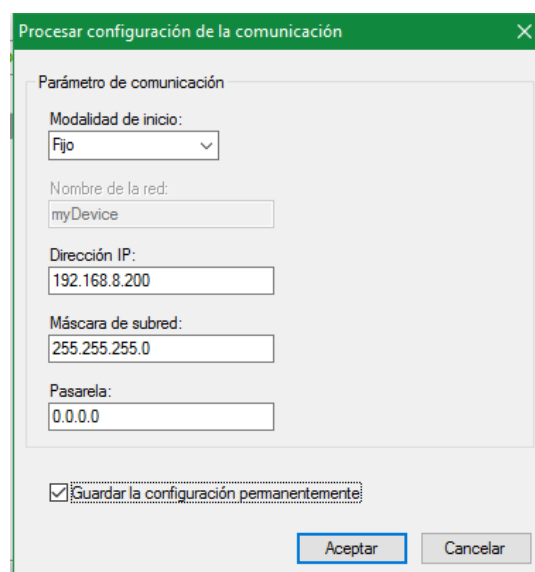 Procesar configuración de la comunicación
Parámetro de comunicación
Modalidad de inicio:
Fijo
Nombre de la red:
myDevice
Dirección IP:
192.168.8.200
Máscara de subred:
255.255.255.0
Pasarela:
0.0.0.0
Guardar la configuración permanentemente
Aceptar Cancelar